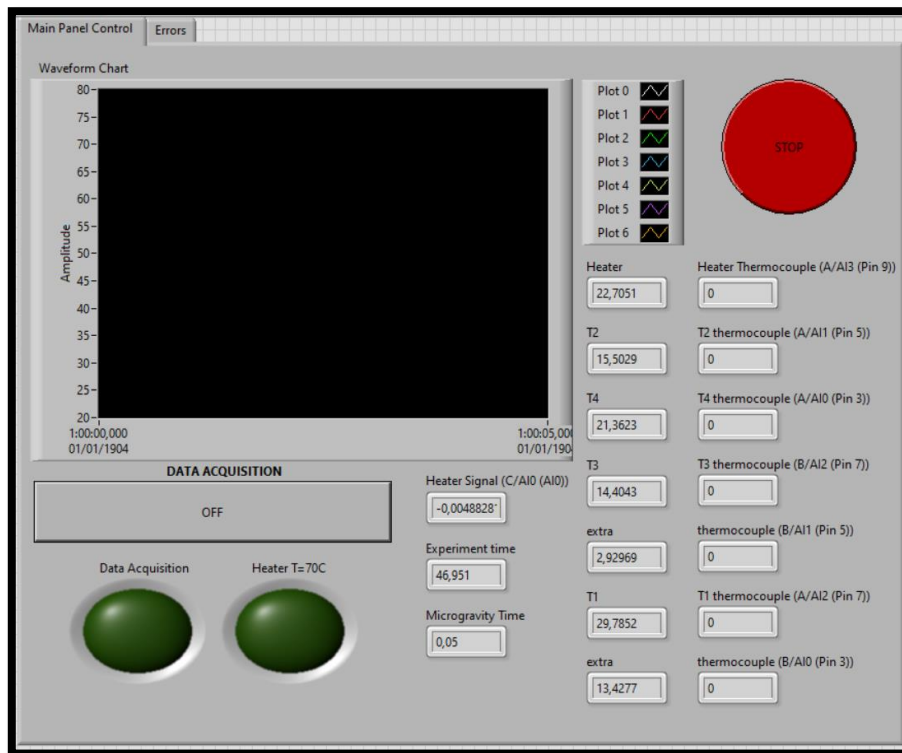 Main Panel Control
Errors
Waveform Chart
80
75
70
65
60
55
50
45
40
35
30
25
20
Amplitude
1:00:00,000
01/01/1904
1:00:05,000
01/01/190
Plot 0
Plot 1
Plot 2
Plot 3
Plot 4
Plot 5
Plot 6
STOP
Heater
22,7051
Heater Thermocouple (A/AI3 (Pin 9))
0
T2
15,5029
T2 thermocouple (A/AI1 (Pin 5))
0
T4
21,3623
T4 thermocouple (A/AI0 (Pin 3))
0
T3
14,4043
T3 thermocouple (B/AI2 (Pin 7))
0
extra
2,92969
thermocouple (B/AI1 (Pin 5))
0
T1
29,7852
T1 thermocouple (A/AI2 (Pin 7))
0
extra
13,4277
thermocouple (B/AI0 (Pin 3))
0
DATA ACQUISITION
OFF
Data Acquisition
Heater T=70C
Heater Signal (C/AI0 (AI0))
-0,0048828
Experiment time
46,951
Microgravity Time
0,05